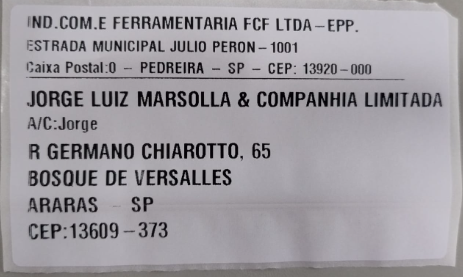 IND.COM.E FERRAMENTARIA FCF LTDA-EPP.
ESTRADA MUNICIPAL JULIO PERON-1001
Caixa Postal:0 - PEDREIRA - SP - CEP: 13920-000
JORGE LUIZ MARSOLLA & COMPANHIA LIMITADA
A/C:Jorge
R GERMANO CHIAROTTO, 65
BOSQUE DE VERSALLES
ARARAS - SP
CEP:13609-373